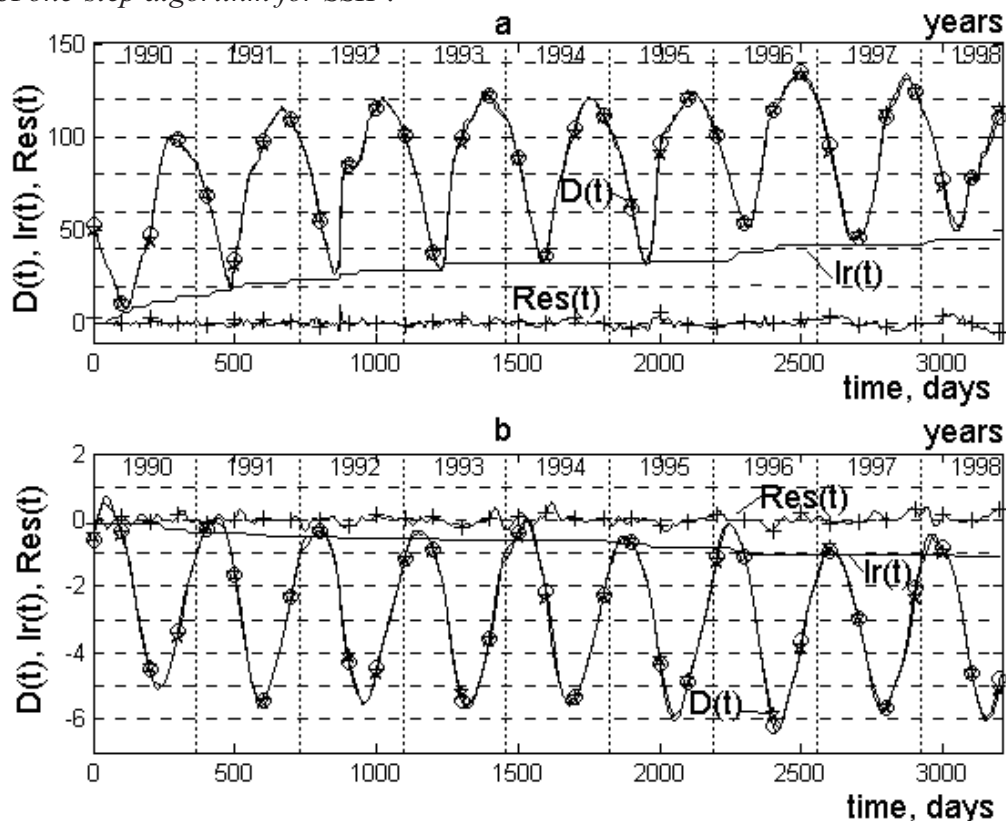 one-step algorithm for SSHF.
a
years
D(t), Ir(t), Res(t)
150
100
50
0
1990 1991 1992 1993 1994 1995 1996 1997 1998
D(t)
Ir(t)
Res(t)
0 500 1000 1500 2000 2500 3000
time, days
b
years
D(t), Ir(t), Res(t)
2
0
-2
-4
-6
1990 1991 1992 1993 1994 1995 1996 1997 1998
Res(t)
Ir(t)
D(t)
0 500 1000 1500 2000 2500 3000
time, days